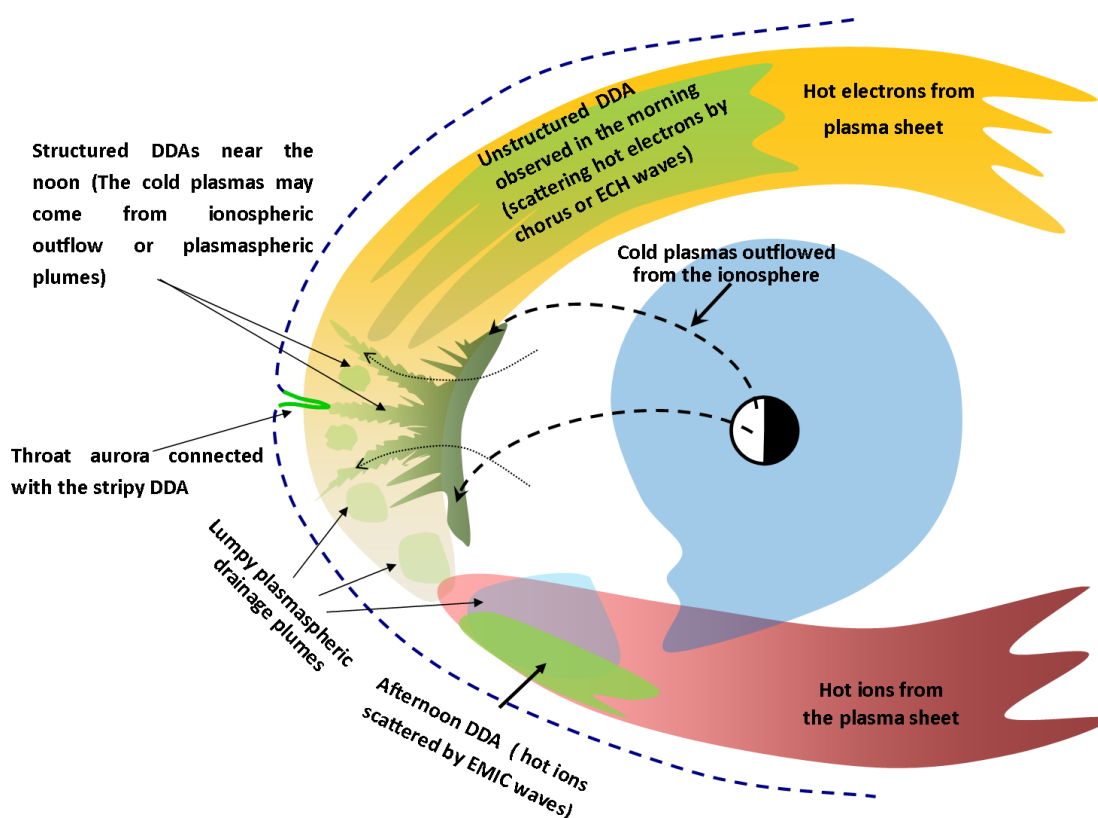 Unstructured DDA
observed in the morning
(scattering hot electrons by
chorus or ECH waves)
Hot electrons from
plasma sheet
Structured DDAs near the
noon (The cold plasmas may
come from ionospheric
outflow or plasmaspheric
plumes)
Cold plasmas outflowed
from the ionosphere
Throat aurora connected
with the stripy DDA
Lumpy plasmaspheric
drainage plumes
Afternoon DDA ( hot ions
scattered by EMIC waves)
Hot ions from
the plasma sheet